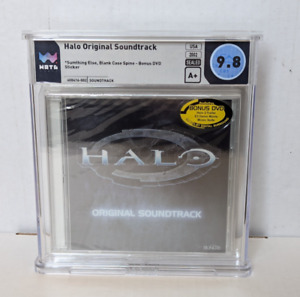 WATA
Halo Original Soundtrack
*Sumthing Else, Blank Case Spine - Bonus DVD
Sticker
SOUNDTRACK
USA
2002
SEALED
A+
9.8
BONUS DVD
HALO
ORIGINAL SOUNDTRACK